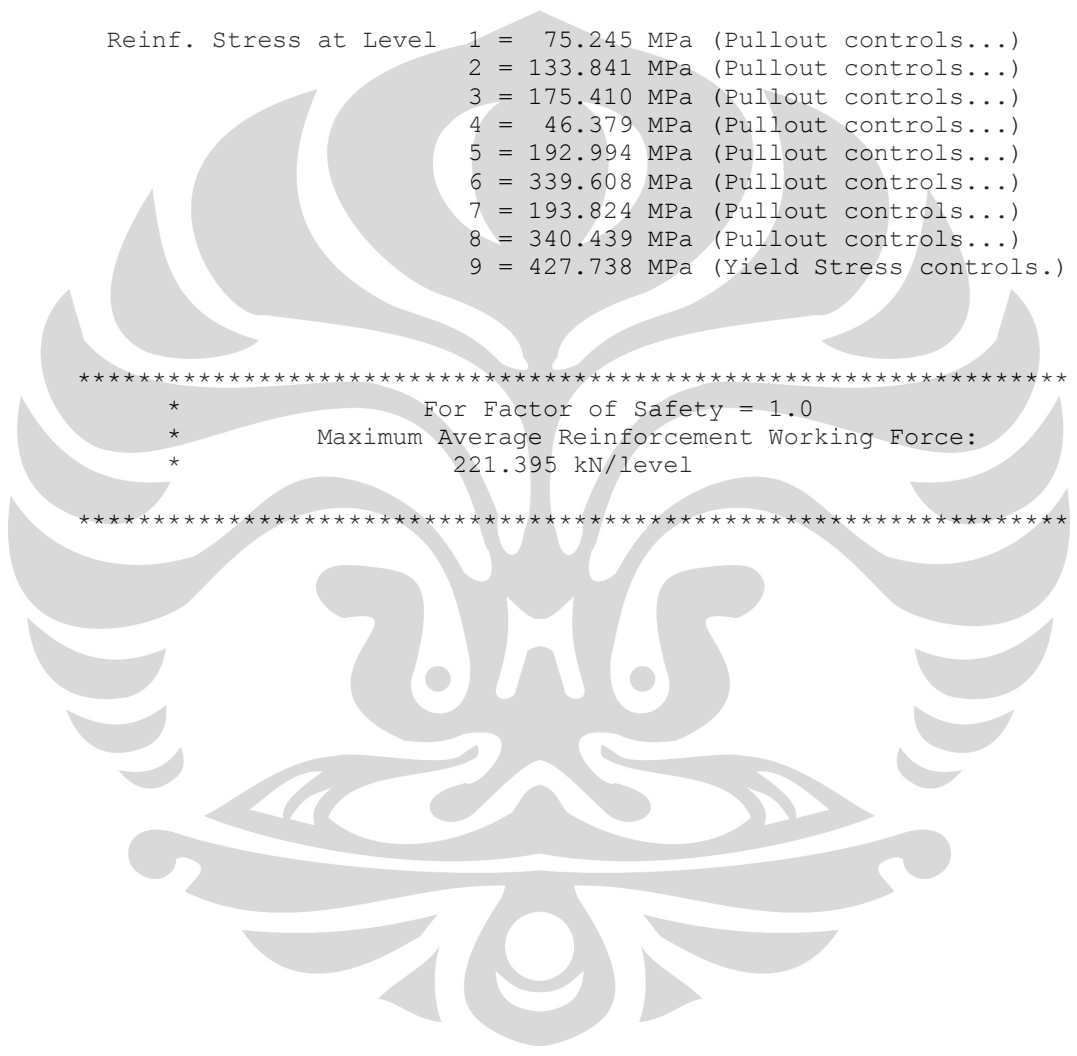 Reinf. Stress at Level 1 = 75.245 MPa (Pullout controls...)
2 = 133.841 MPa (Pullout controls...)
3 = 175.410 MPa (Pullout controls...)
4 = 46.379 MPa (Pullout controls...)
5 = 192.994 MPa (Pullout controls...)
6 = 339.608 MPa (Pullout controls...)
7 = 193.824 MPa (Pullout controls...)
8 = 340.439 MPa (Pullout controls...)
9 = 427.738 MPa (Yield Stress controls.)
******************************************************************
* For Factor of Safety = 1.0
* Maximum Average Reinforcement Working Force:
* 221.395 kN/level
******************************************************************